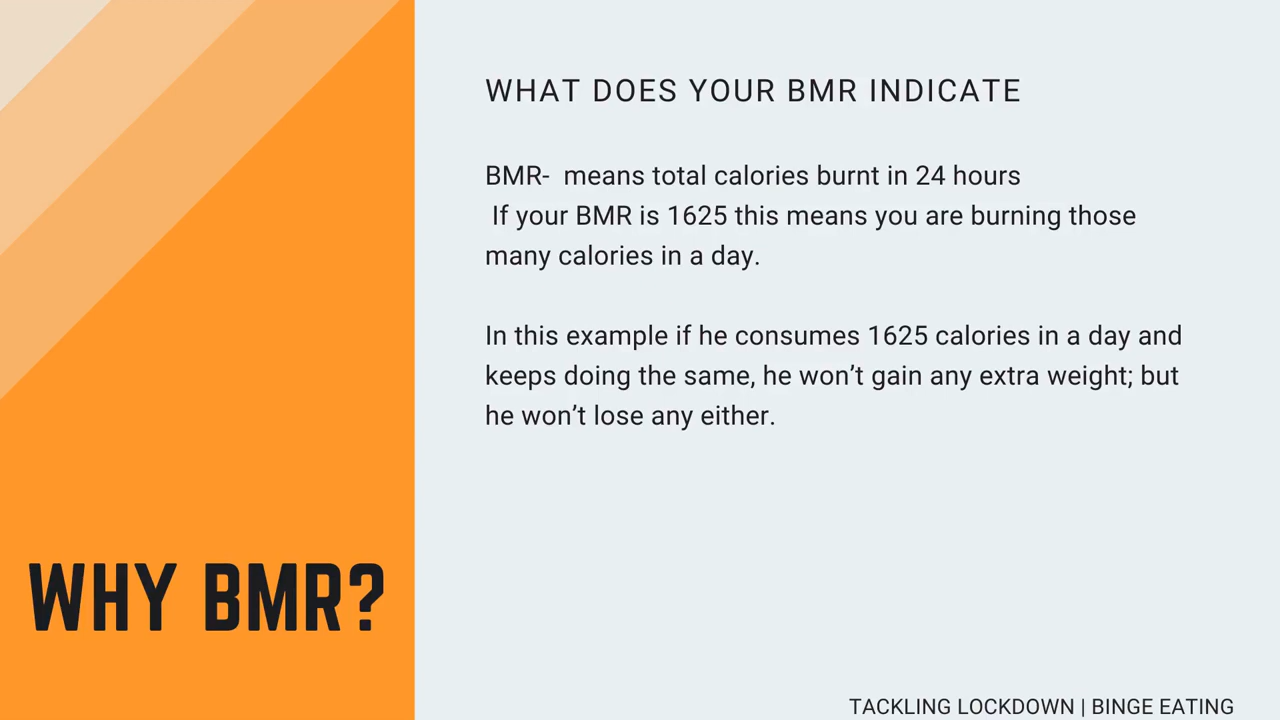 WHY BMR?
WHAT DOES YOUR BMR INDICATE
BMR-  means total calories burnt in 24 hours
If your BMR is 1625 this means you are burning those
many calories in a day.
In this example if he consumes 1625 calories in a day and
keeps doing the same, he won’t gain any extra weight; but
he won’t lose any either.
TACKLING LOCKDOWN | BINGE EATING